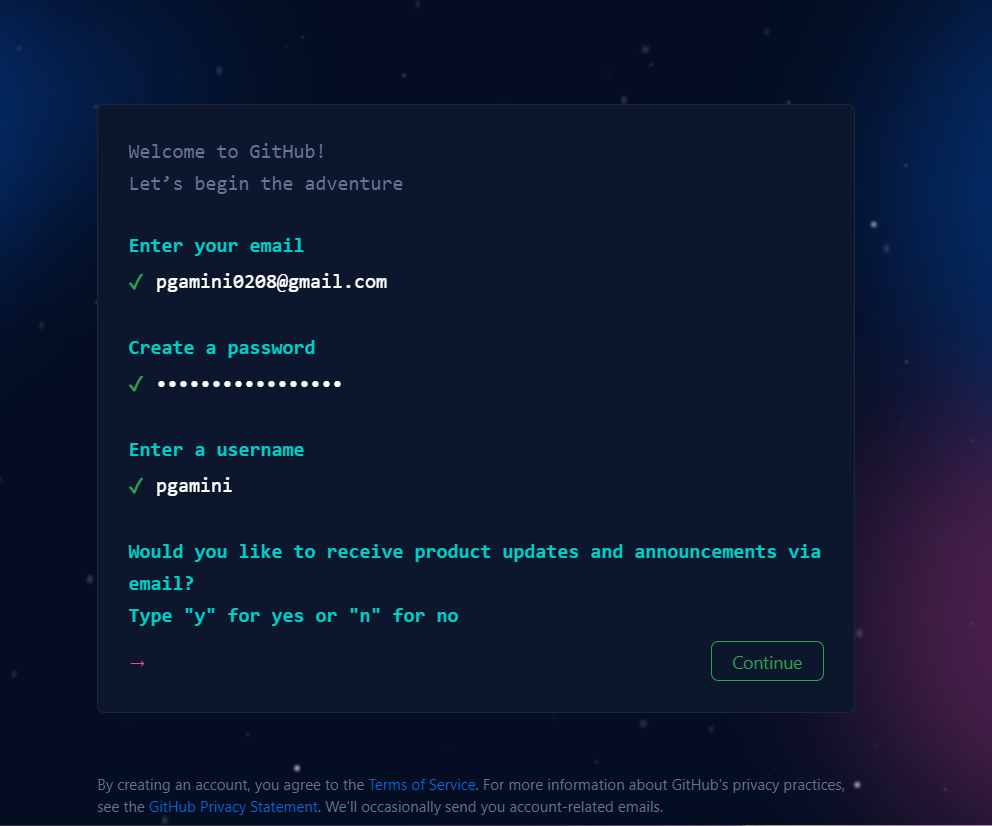 Welcome to GitHub!
Let’s begin the adventure
Enter your email
✓ pgamini0208@gmail.com
Create a password
✓ •••••••••••••••••
Enter a username
✓ pgamini
Would you like to receive product updates and announcements via
email?
Type "y" for yes or "n" for no
→ Continue
By creating an account, you agree to the Terms of Service. For more information about GitHub's privacy practices,
see the GitHub Privacy Statement. We'll occasionally send you account-related emails.